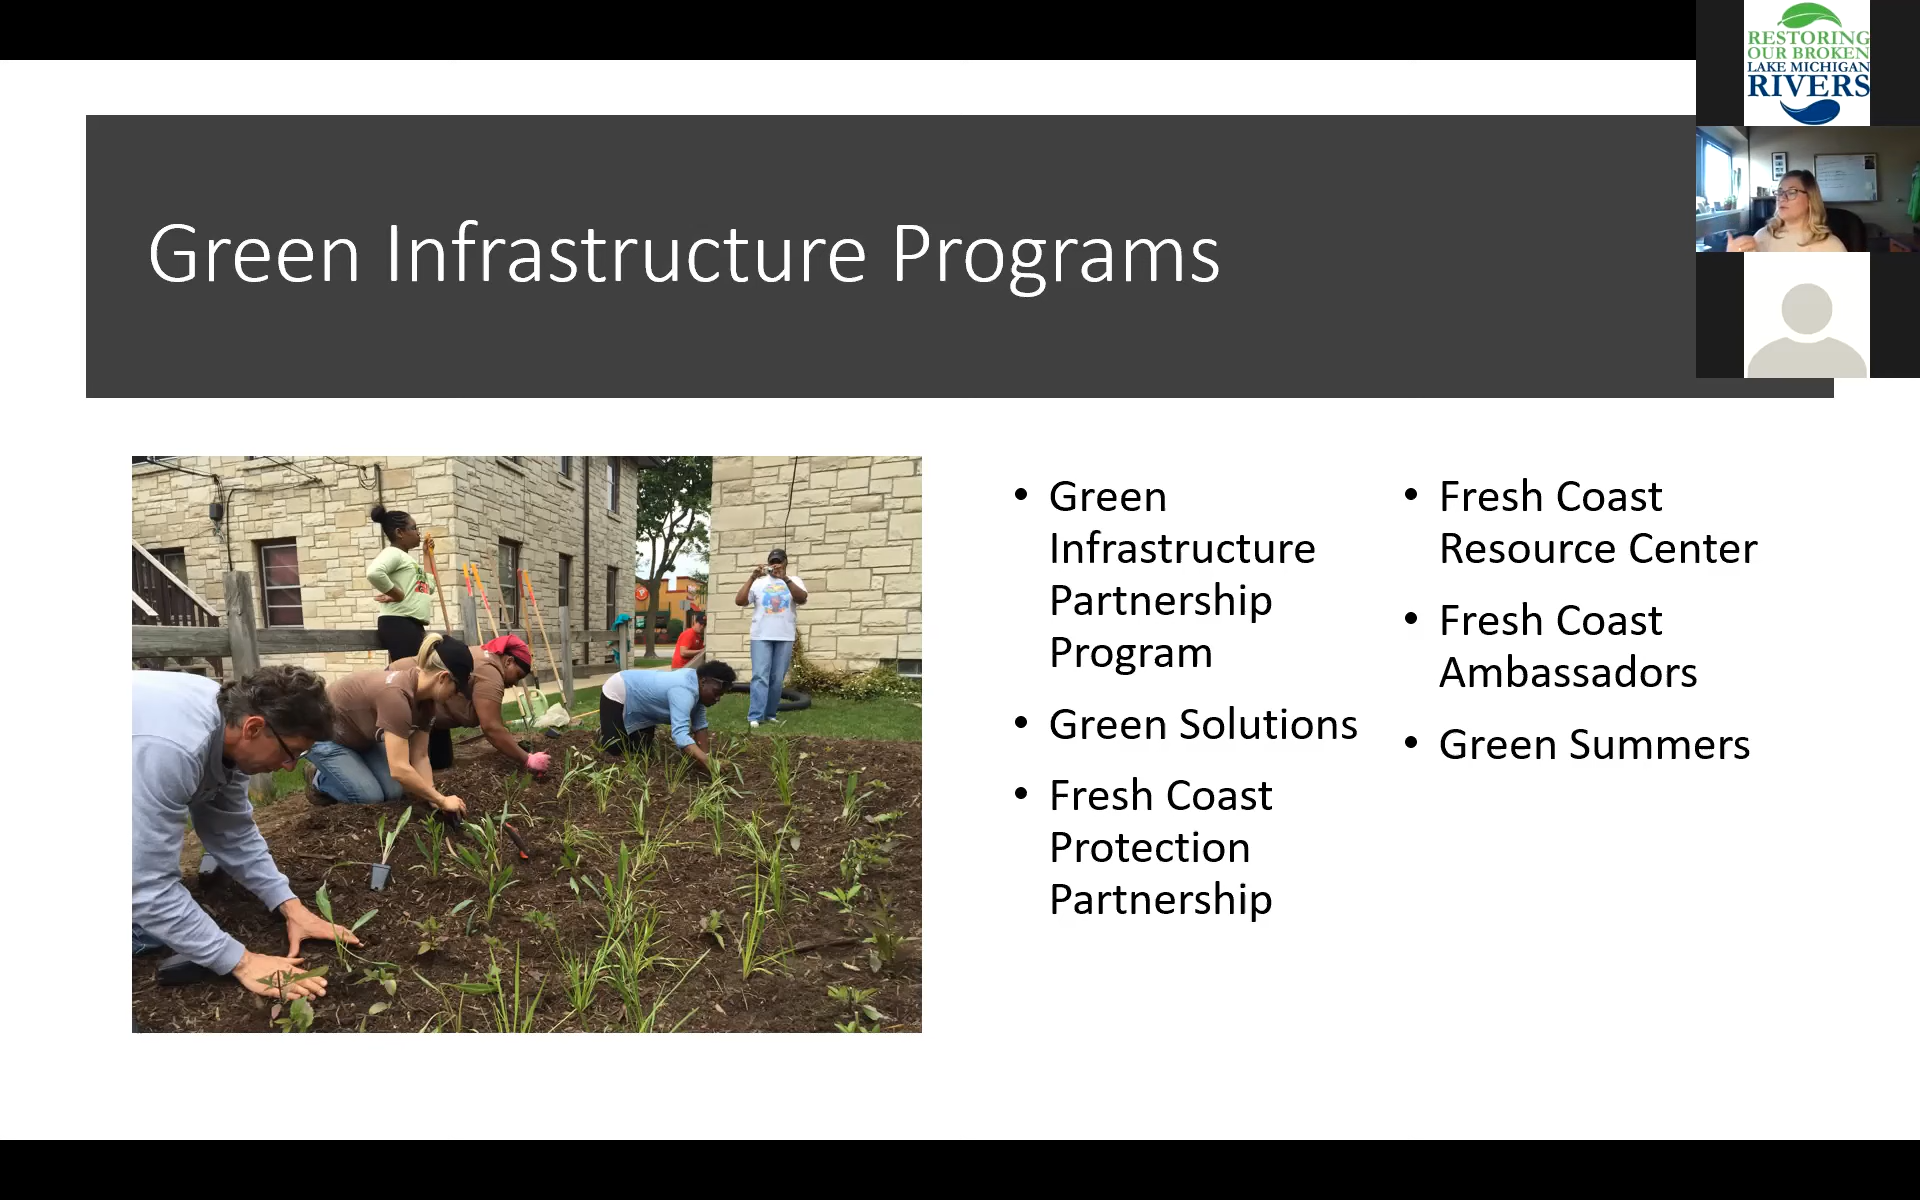 RESTORING
OUR BROKEN
LAKE MICHIGAN
RIVERS
Green Infrastructure Programs
• Green
Infrastructure
Partnership
Program
• Green Solutions
• Fresh Coast
Protection
Partnership
• Fresh Coast
Resource Center
• Fresh Coast
Ambassadors
• Green Summers